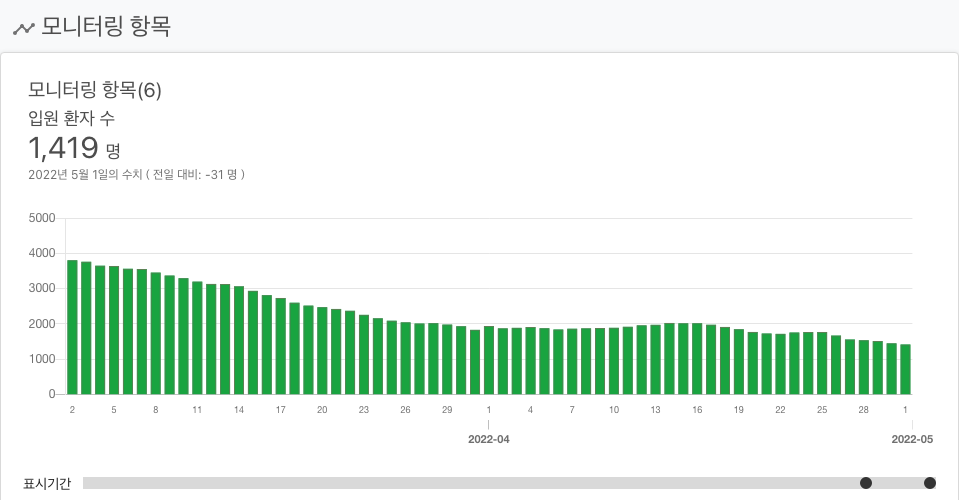 모니터링 항목
모니터링 항목(6)
입원 환자 수
1,419 명
2022년 5월 1일의 수치 ( 전일 대비: -31 명 )
5000
4000
3000
2000
1000
0
2 5 8 11 14 17 20 23 26 29 1 4 7 10 13 16 19 22 25 28 1
2022-04 2022-05
표시기간